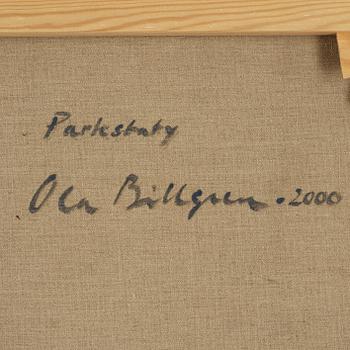 Parkstaty
Ola Billgren • 2000